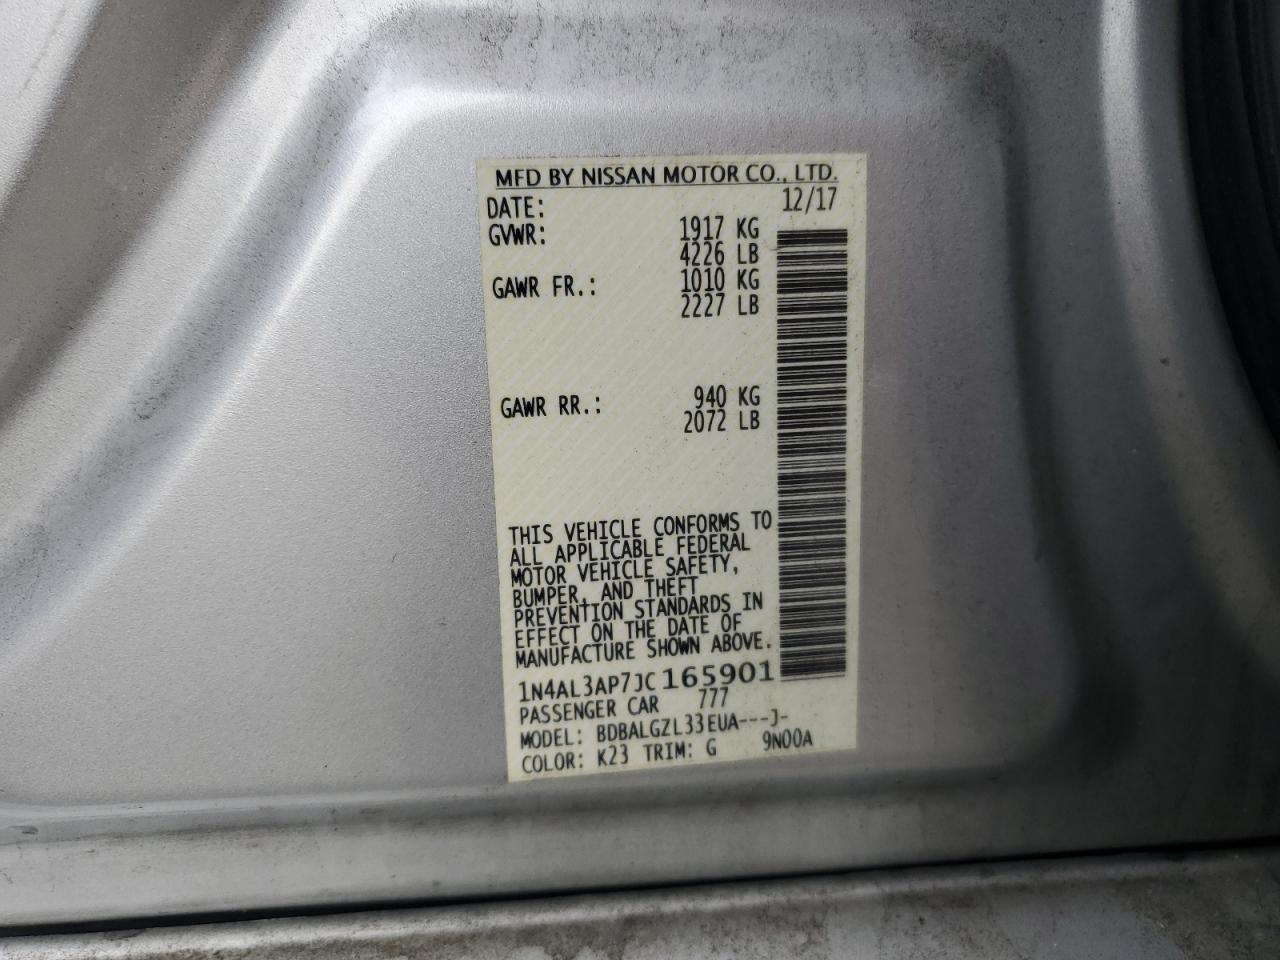 MFD BY NISSAN MOTOR CO., LTD.
DATE: 12/17
GVWR: 1917 KG
4226 LB
GAWR FR.: 1010 KG
2227 LB
GAWR RR.: 940 KG
2072 LB
THIS VEHICLE CONFORMS TO
ALL APPLICABLE FEDERAL
MOTOR VEHICLE SAFETY,
BUMPER, AND THEFT
PREVENTION STANDARDS IN
EFFECT ON THE DATE OF
MANUFACTURE SHOWN ABOVE.
1N4AL3AP7JC165901
PASSENGER CAR 777
MODEL: BDBALGZL33EUA---J-
COLOR: K23 TRIM: G 9N00A